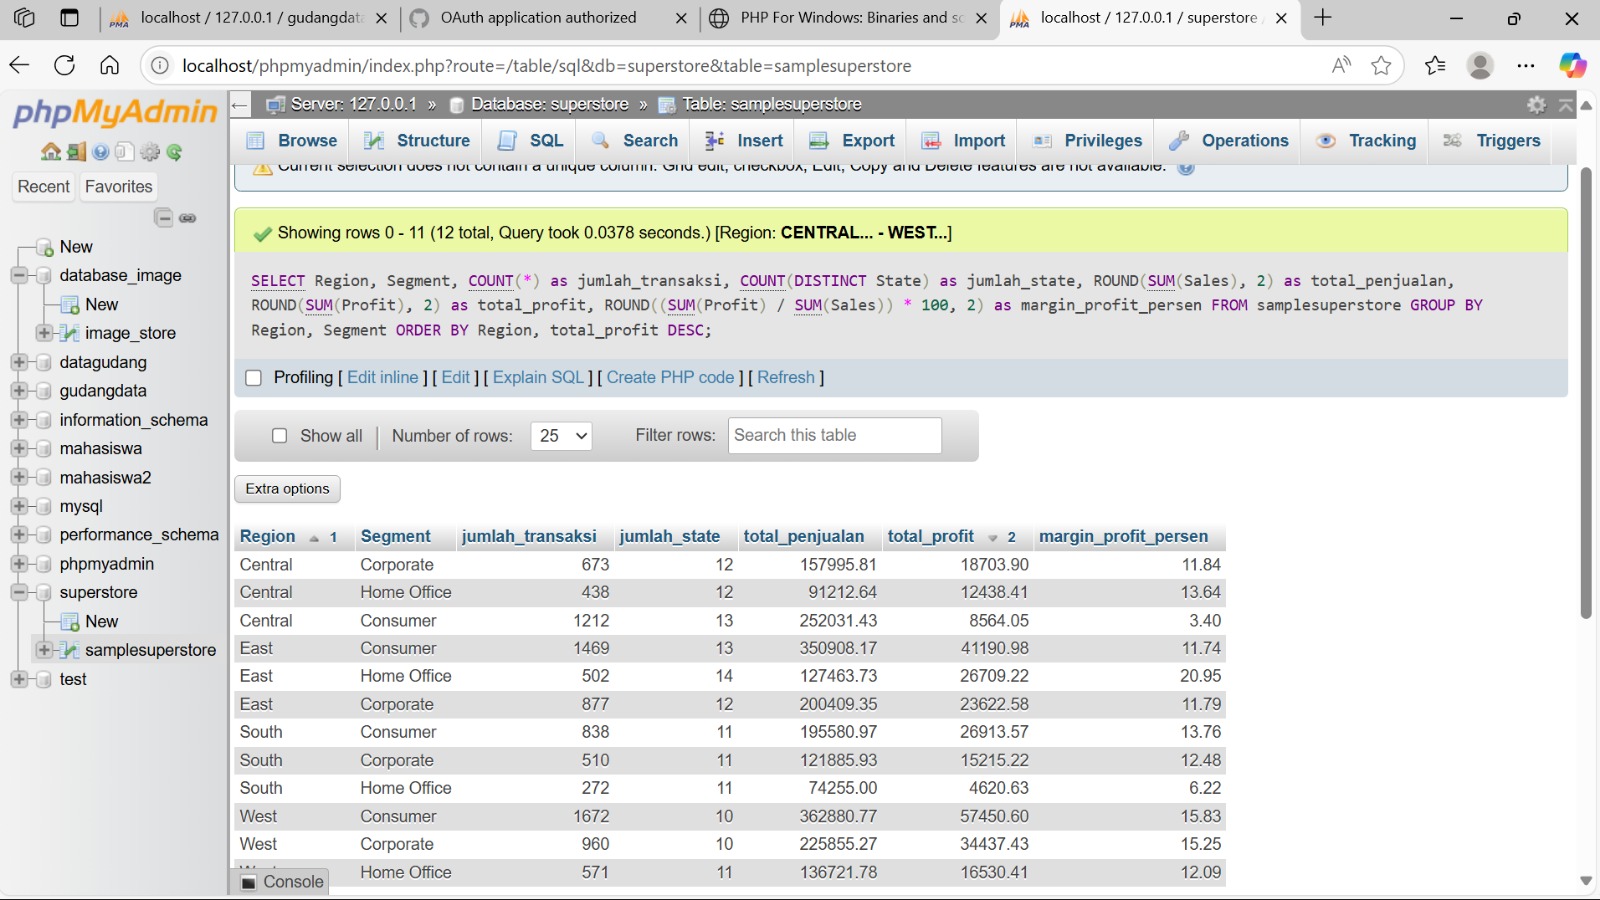 localhost / 127.0.0.1 / gudangdata
OAuth application authorized
PHP For Windows: Binaries and so
localhost / 127.0.0.1 / superstore /
localhost/phpmyadmin/index.php?route=/table/sql&db=superstore&table=samplesuperstore
phpMyAdmin
Recent Favorites
New
database_image
New
image_store
datagudang
gudangdata
information_schema
mahasiswa
mahasiswa2
mysql
performance_schema
phpmyadmin
superstore
New
samplesuperstore
test
Server: 127.0.0.1 » Database: superstore » Table: samplesuperstore
Browse Structure SQL Search Insert Export Import Privileges Operations Tracking Triggers
Current selection does not contain a unique column. Grid edit, checkbox, Edit, Copy and Delete features are not available.
Showing rows 0 - 11 (12 total, Query took 0.0378 seconds.) [Region: CENTRAL... - WEST...]
SELECT Region, Segment, COUNT(*) as jumlah_transaksi, COUNT(DISTINCT State) as jumlah_state, ROUND(SUM(Sales), 2) as total_penjualan,
ROUND(SUM(Profit), 2) as total_profit, ROUND((SUM(Profit) / SUM(Sales)) * 100, 2) as margin_profit_persen FROM samplesuperstore GROUP BY
Region, Segment ORDER BY Region, total_profit DESC;
Profiling [ Edit inline ] [ Edit ] [ Explain SQL ] [ Create PHP code ] [ Refresh ]
Show all | Number of rows: 25 Filter rows: Search this table
Extra options
Region 1 Segment jumlah_transaksi jumlah_state total_penjualan total_profit 2 margin_profit_persen
Central Corporate 673 12 157995.81 18703.90 11.84
Central Home Office 438 12 91212.64 12438.41 13.64
Central Consumer 1212 13 252031.43 8564.05 3.40
East Consumer 1469 13 350908.17 41190.98 11.74
East Home Office 502 14 127463.73 26709.22 20.95
East Corporate 877 12 200409.35 23622.58 11.79
South Consumer 838 11 195580.97 26913.57 13.76
South Corporate 510 11 121885.93 15215.22 12.48
South Home Office 272 11 74255.00 4620.63 6.22
West Consumer 1672 10 362880.77 57450.60 15.83
West Corporate 960 10 225855.27 34437.43 15.25
West Home Office 571 11 136721.78 16530.41 12.09
Console